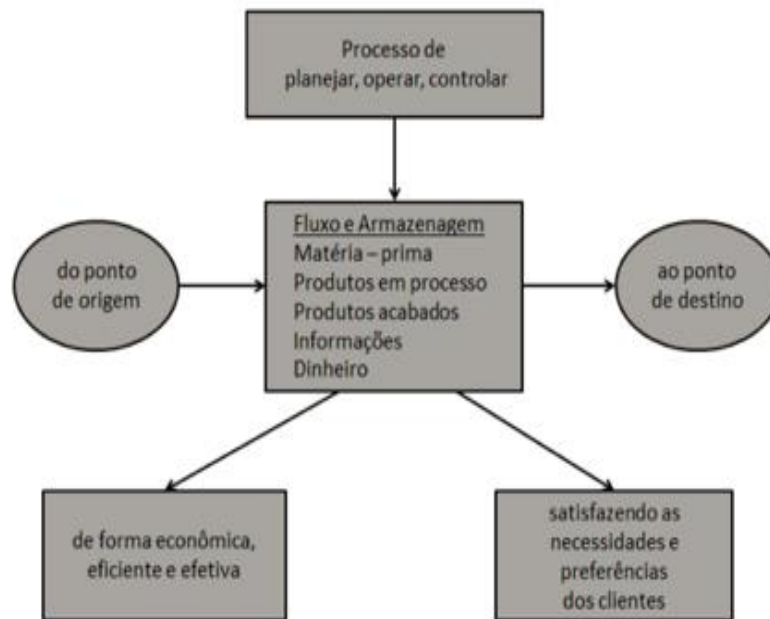 Processo de
planejar, operar, controlar
do ponto
de origem
Fluxo e Armazenagem
Matéria – prima
Produtos em processo
Produtos acabados
Informações
Dinheiro
ao ponto
de destino
de forma econômica,
eficiente e efetiva
satisfazendo as
necessidades e
preferências
dos clientes